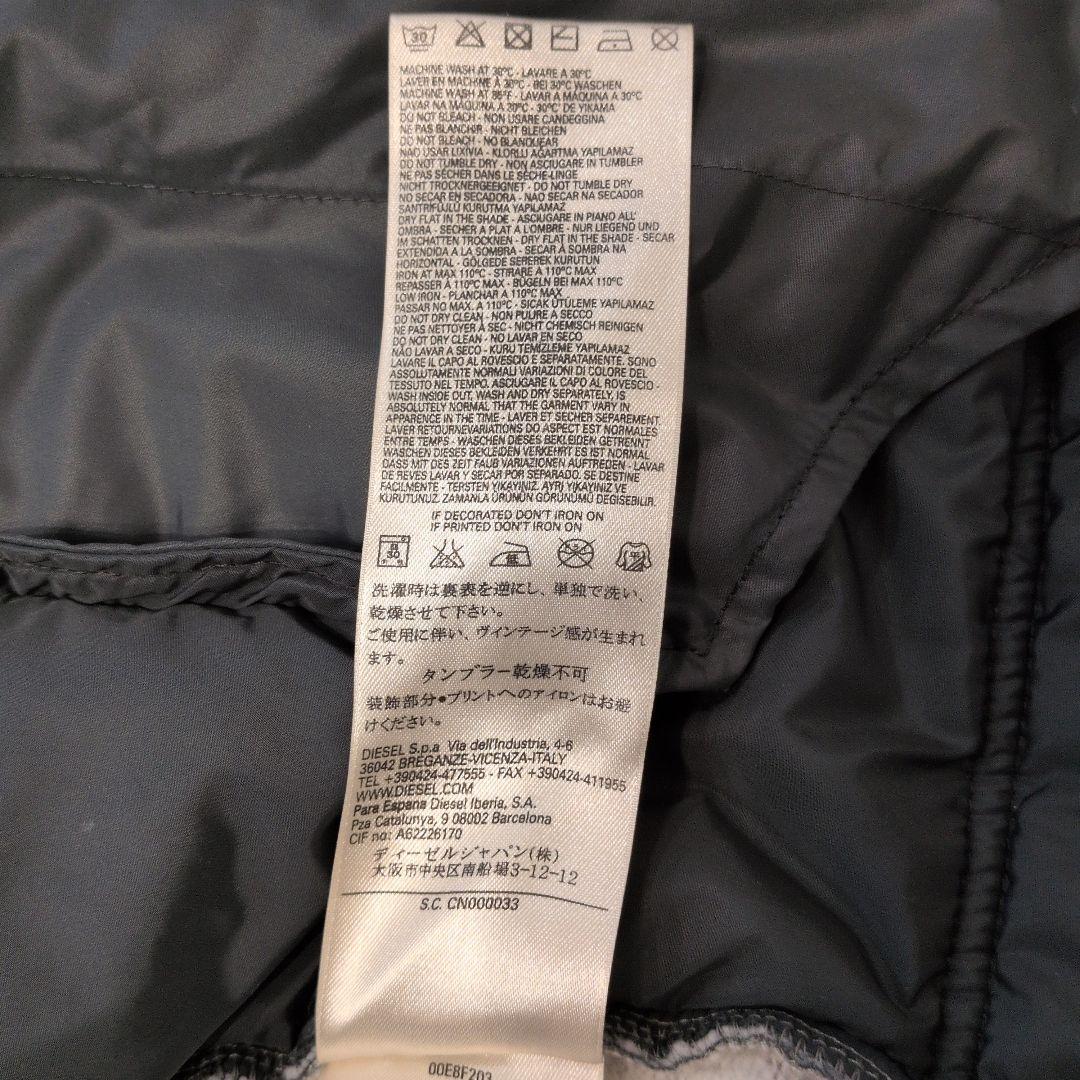 30
MACHINE WASH AT 30°C - LAVARE A 30°C
LAVER EN MACHINE À 30°C - BEI 30°C WASCHEN
MACHINE WASH AT 86°F - LAVAR A MÁQUINA A 30°C
LAVAR NA MÁQUINA A 30°C - 30°C' DE YIKAMA
DO NOT BLEACH - NON USARE CANDEGGINA
NE PAS BLANCHIR - NICHT BLEICHEN
DO NOT BLEACH - NO BLANQUEAR
NÃO USAR LIXIVIA - KLORLU AGARTMA YAPILAMAZ
DO NOT TUMBLE DRY - NON ASCIUGARE IN TUMBLER
NE PAS SÉCHER DANS LE SÈCHE-LINGE
NICHT TROCKNERGEEIGNET - DO NOT TUMBLE DRY
NO SECAR EN SECADORA - NÃO SECAR NA SECADOR
SANTRIFÜJLÜ KURUTMA YAPILAMAZ
DRY FLAT IN THE SHADE - ASCIUGARE IN PIANO ALL'
OMBRA - SECHER A PLAT A L'OMBRE - NUR LIEGEND UND
IM SCHATTEN TROCKNEN - DRY FLAT IN THE SHADE - SECAR
EXTENDIDA A LA SOMBRA - SECAR À SOMBRA NA
HORIZONTAL - GÖLGEDE SEREREK KURUTUN
IRON AT MAX 110°C - STIRARE A 110°C MAX
REPASSER À 110°C MAX - BÜGELN BEI MAX 110°C
LOW IRON - PLANCHAR A 110°C MAX
PASSAR NO MAX. A 110°C - SICAK ÜTÜLEME YAPILAMAZ
DO NOT DRY CLEAN - NON PULIRE A SECCO
NE PAS NETTOYER À SEC - NICHT CHEMISCH REINIGEN
DO NOT DRY CLEAN - NO LAVAR EN SECO
NÃO LAVAR A SECO - KURU TEMIZLEME YAPILAMAZ
LAVARE IL CAPO AL ROVESCIO E SEPARATAMENTE. SONO
ASSOLUTAMENTE NORMALI VARIAZIONI DI COLORE DEL
TESSUTO NEL TEMPO. ASCIUGARE IL CAPO AL ROVESCIO -
WASH INSIDE OUT. WASH AND DRY SEPARATELY, IS
ABSOLUTELY NORMAL THAT THE GARMENT VARY IN
APPARENCE IN THE TIME - LAVER ET SECHER SEPAREMENT
LAVER RETOURNEVARIATIONS DO ASPECT EST NORMALES
ENTRE TEMPS - WASCHEN DIESES BEKLEIDEN GETRENNT
WASCHEN DIESES BEKLEIDEN VERKEHRT ES IST NORMAL
DASS MIT DES ZEIT FAUB VARIAZIONEN AUFTREDEN - LAVAR
DE REVES LAVAR Y SECAR POR SEPARADO. SE DESTINE
FACILMENTE - TERSTEN YIKAYINIZ. AYRI YIKAYINIZ VE
KURUTUNUZ. ZAMANLA ÜRÜNÜN GÖRÜNÜMÜ DEGISEBILIR.
IF DECORATED DON'T IRON ON
IF PRINTED DON'T IRON ON
30 低
洗濯時は裏表を逆にし、単独で洗い、
乾燥させて下さい。
ご使用に伴い、ヴィンテージ感が生まれ
ます。
タンブラー乾燥不可
装飾部分●プリントへのアイロンはお避
けください。
DIESEL S.p.a Via dell'Industria, 4-6
36042 BREGANZE-VICENZA-ITALY
TEL +390424-477555 - FAX +390424-411955
WWW.DIESEL.COM
Para Espana Diesel Iberia, S.A.
Pza Catalunya, 9 08002 Barcelona
CIF no: A62226170
ディーゼルジャパン(株)
大阪市中央区南船場3-12-12
S.C. CN000033
00E8F203